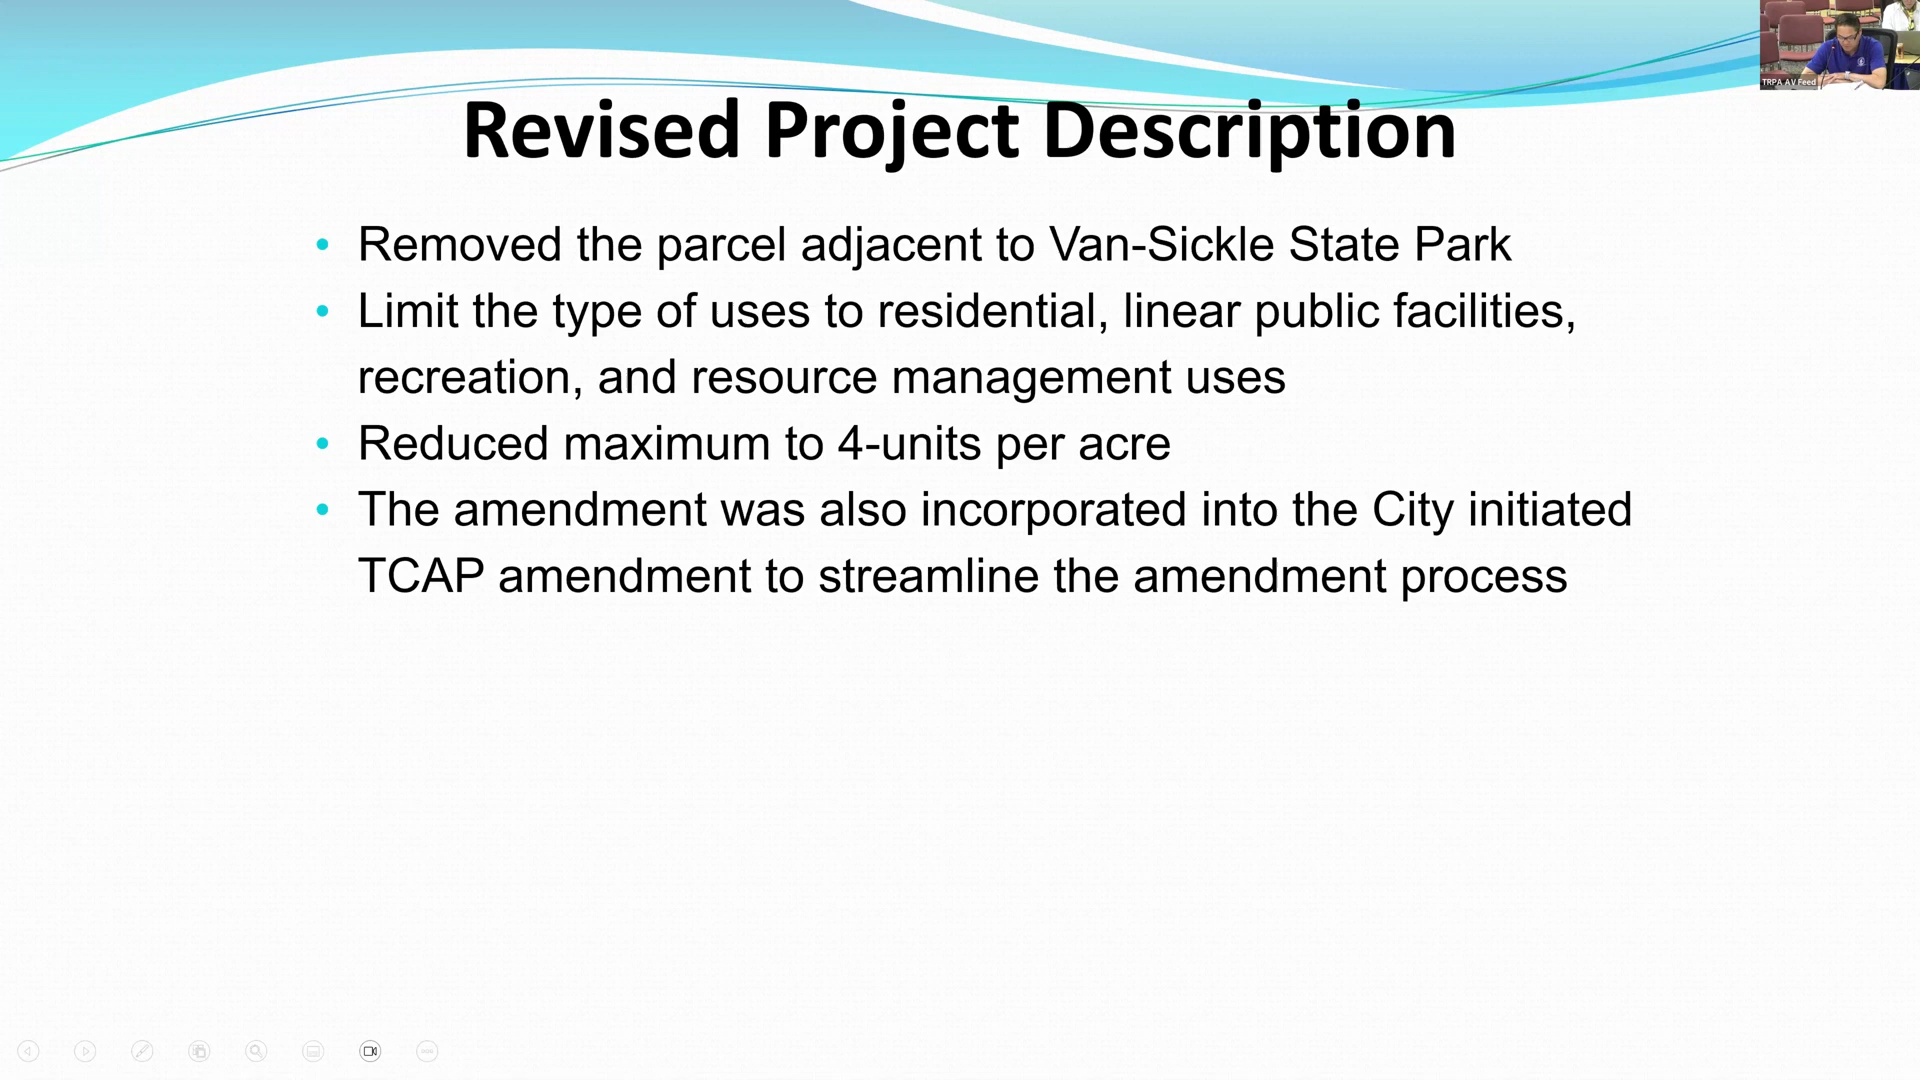 TRPA AV Feed
Revised Project Description
• Removed the parcel adjacent to Van-Sickle State Park
• Limit the type of uses to residential, linear public facilities,
recreation, and resource management uses
• Reduced maximum to 4-units per acre
• The amendment was also incorporated into the City initiated
TCAP amendment to streamline the amendment process